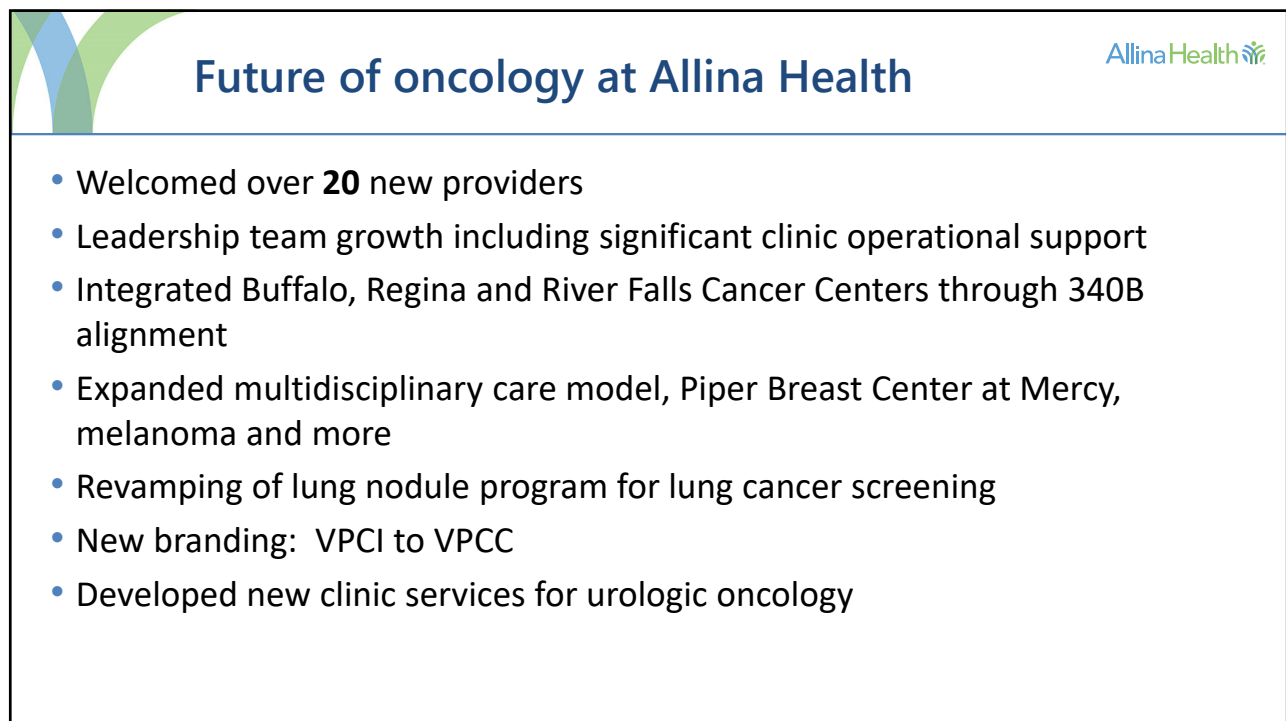 Future of oncology at Allina Health
Allina Health
• Welcomed over 20 new providers
• Leadership team growth including significant clinic operational support
• Integrated Buffalo, Regina and River Falls Cancer Centers through 340B
alignment
• Expanded multidisciplinary care model, Piper Breast Center at Mercy,
melanoma and more
• Revamping of lung nodule program for lung cancer screening
• New branding:  VPCI to VPCC
• Developed new clinic services for urologic oncology